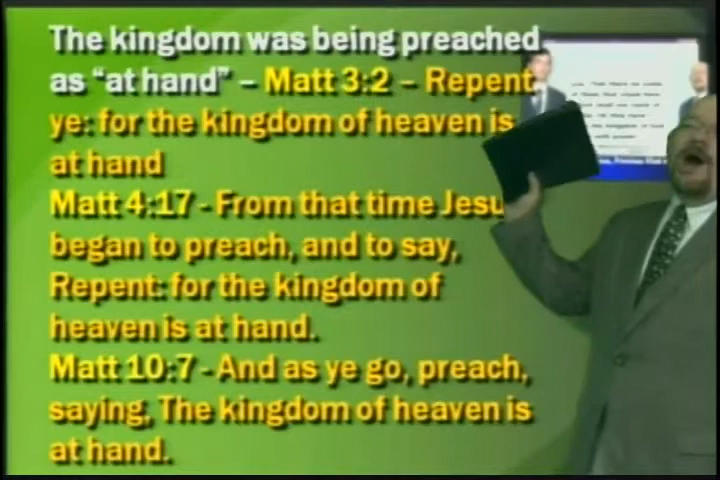 The kingdom was being preached
as “at hand” – Matt 3:2 – Repent
ye: for the kingdom of heaven is
at hand
Matt 4:17 - From that time Jesu
began to preach, and to say,
Repent: for the kingdom of
heaven is at hand.
Matt 10:7 - And as ye go, preach,
saying, The kingdom of heaven is
at hand.